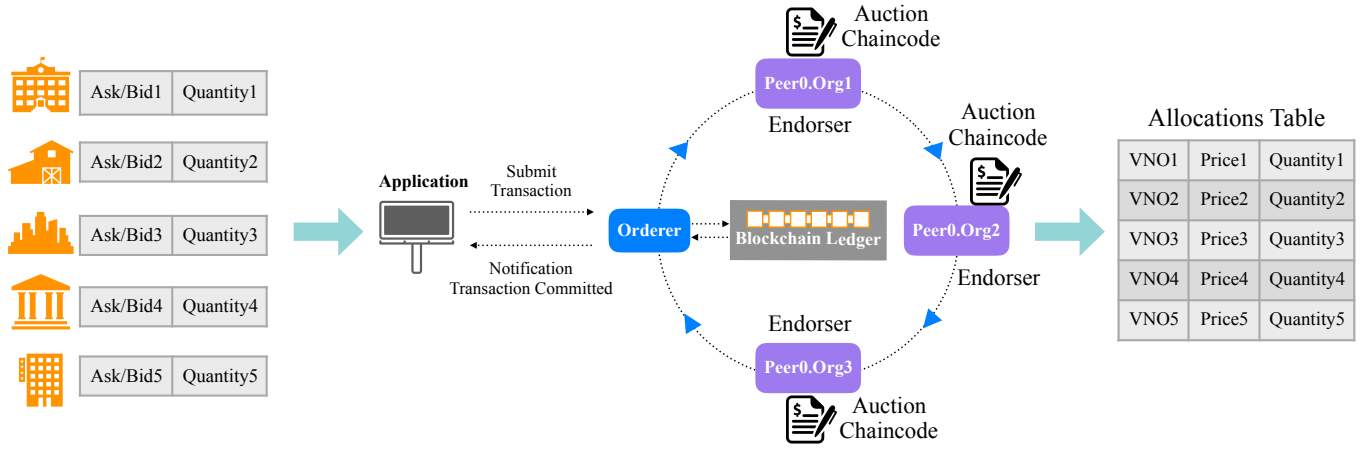 Ask/Bid1 Quantity1
Ask/Bid2 Quantity2
Ask/Bid3 Quantity3
Ask/Bid4 Quantity4
Ask/Bid5 Quantity5
Application
Submit
Transaction
Notification
Transaction Committed
Orderer
Blockchain Ledger
Auction
Chaincode
Peer0.Org1
Endorser
Auction
Chaincode
Peer0.Org2
Endorser
Endorser
Peer0.Org3
Auction
Chaincode
Allocations Table
VNO1 Price1 Quantity1
VNO2 Price2 Quantity2
VNO3 Price3 Quantity3
VNO4 Price4 Quantity4
VNO5 Price5 Quantity5